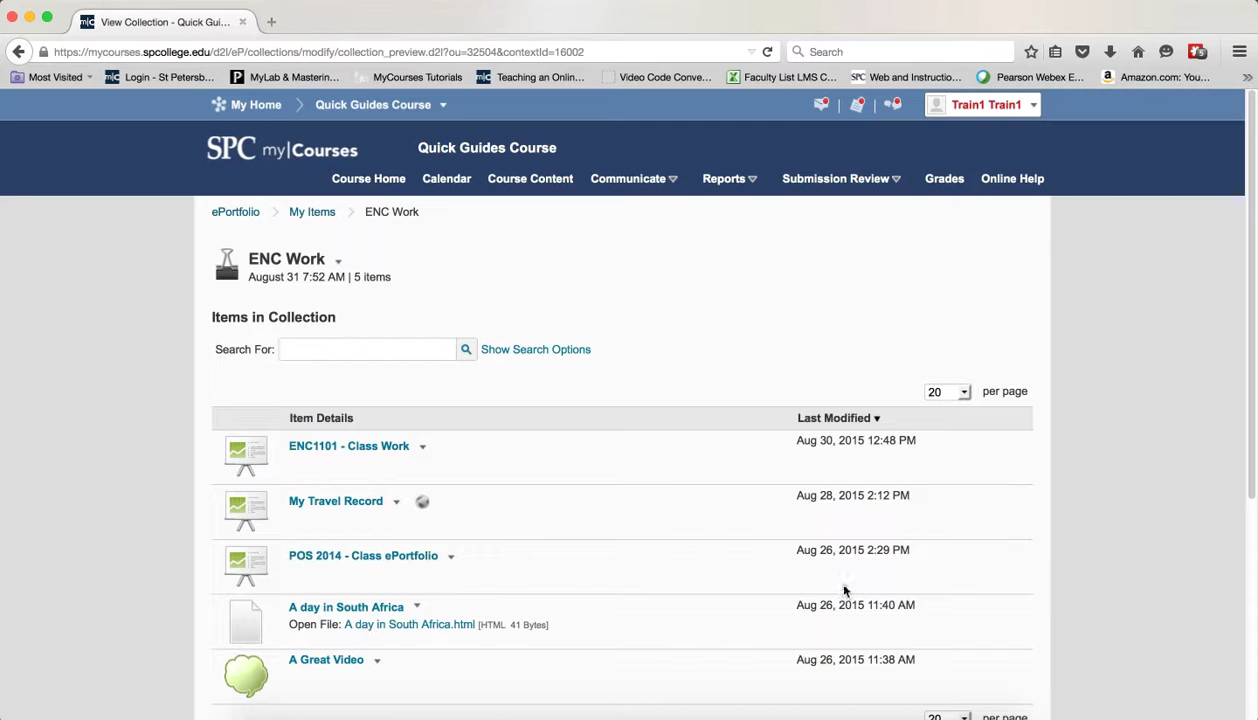 View Collection - Quick Gui...
https://mycourses.spcollege.edu/d2l/eP/collections/modify/collection_preview.d2l?ou=32504&contextId=16002
Search
5
Most Visited
Login - St Petersb...
MyLab & Masterin...
MyCourses Tutorials
Teaching an Onlin...
Video Code Conve...
Faculty List LMS C...
Web and Instructio...
Pearson Webex E...
Amazon.com: You...
My Home
Quick Guides Course
Train1 Train1
SPC my|Courses
Quick Guides Course
Course Home
Calendar
Course Content
Communicate
Reports
Submission Review
Grades
Online Help
ePortfolio
My Items
ENC Work
ENC Work
August 31 7:52 AM | 5 items
Items in Collection
Search For:
Show Search Options
20 per page
Item Details
Last Modified
ENC1101 - Class Work
Aug 30, 2015 12:48 PM
My Travel Record
Aug 28, 2015 2:12 PM
POS 2014 - Class ePortfolio
Aug 26, 2015 2:29 PM
A day in South Africa
Aug 26, 2015 11:40 AM
Open File: A day in South Africa.html [HTML 41 Bytes]
A Great Video
Aug 26, 2015 11:38 AM
20 per page